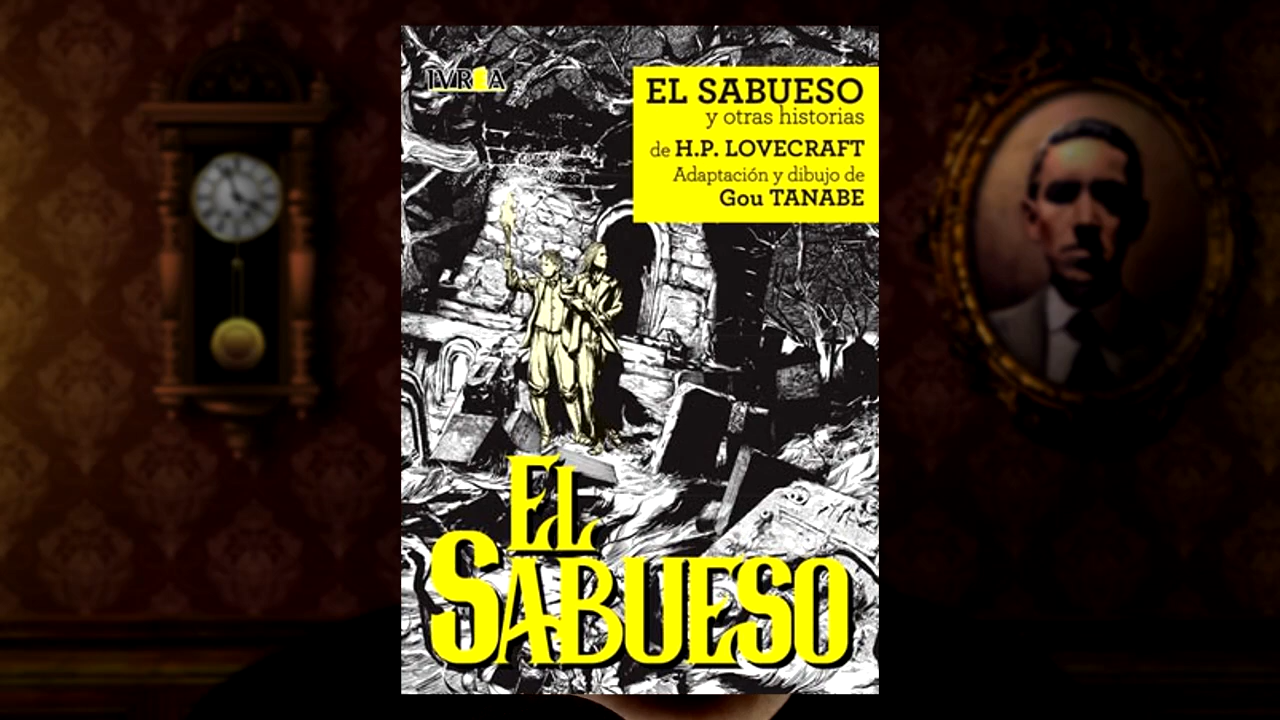 IVREA
EL SABUESO
y otras historias
de H.P. LOVECRAFT
Adaptación y dibujo de
Gou TANABE
EL
SABUESO